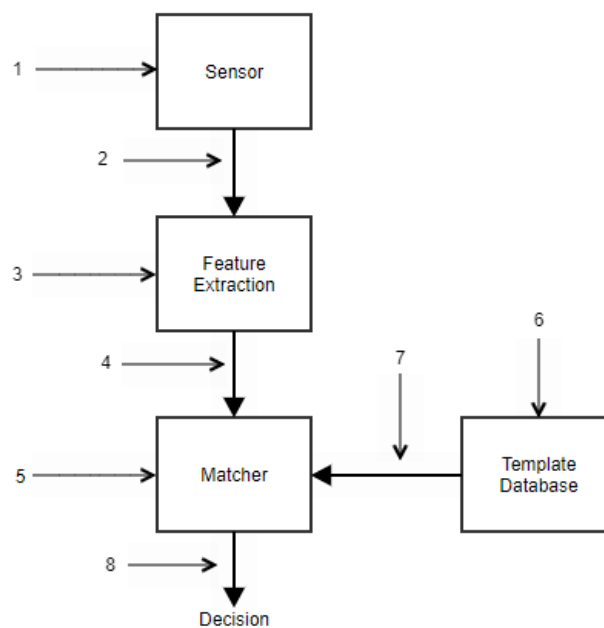 1
Sensor
2
Feature
Extraction
3
6
7
4
Matcher
5
Template
Database
8
Decision